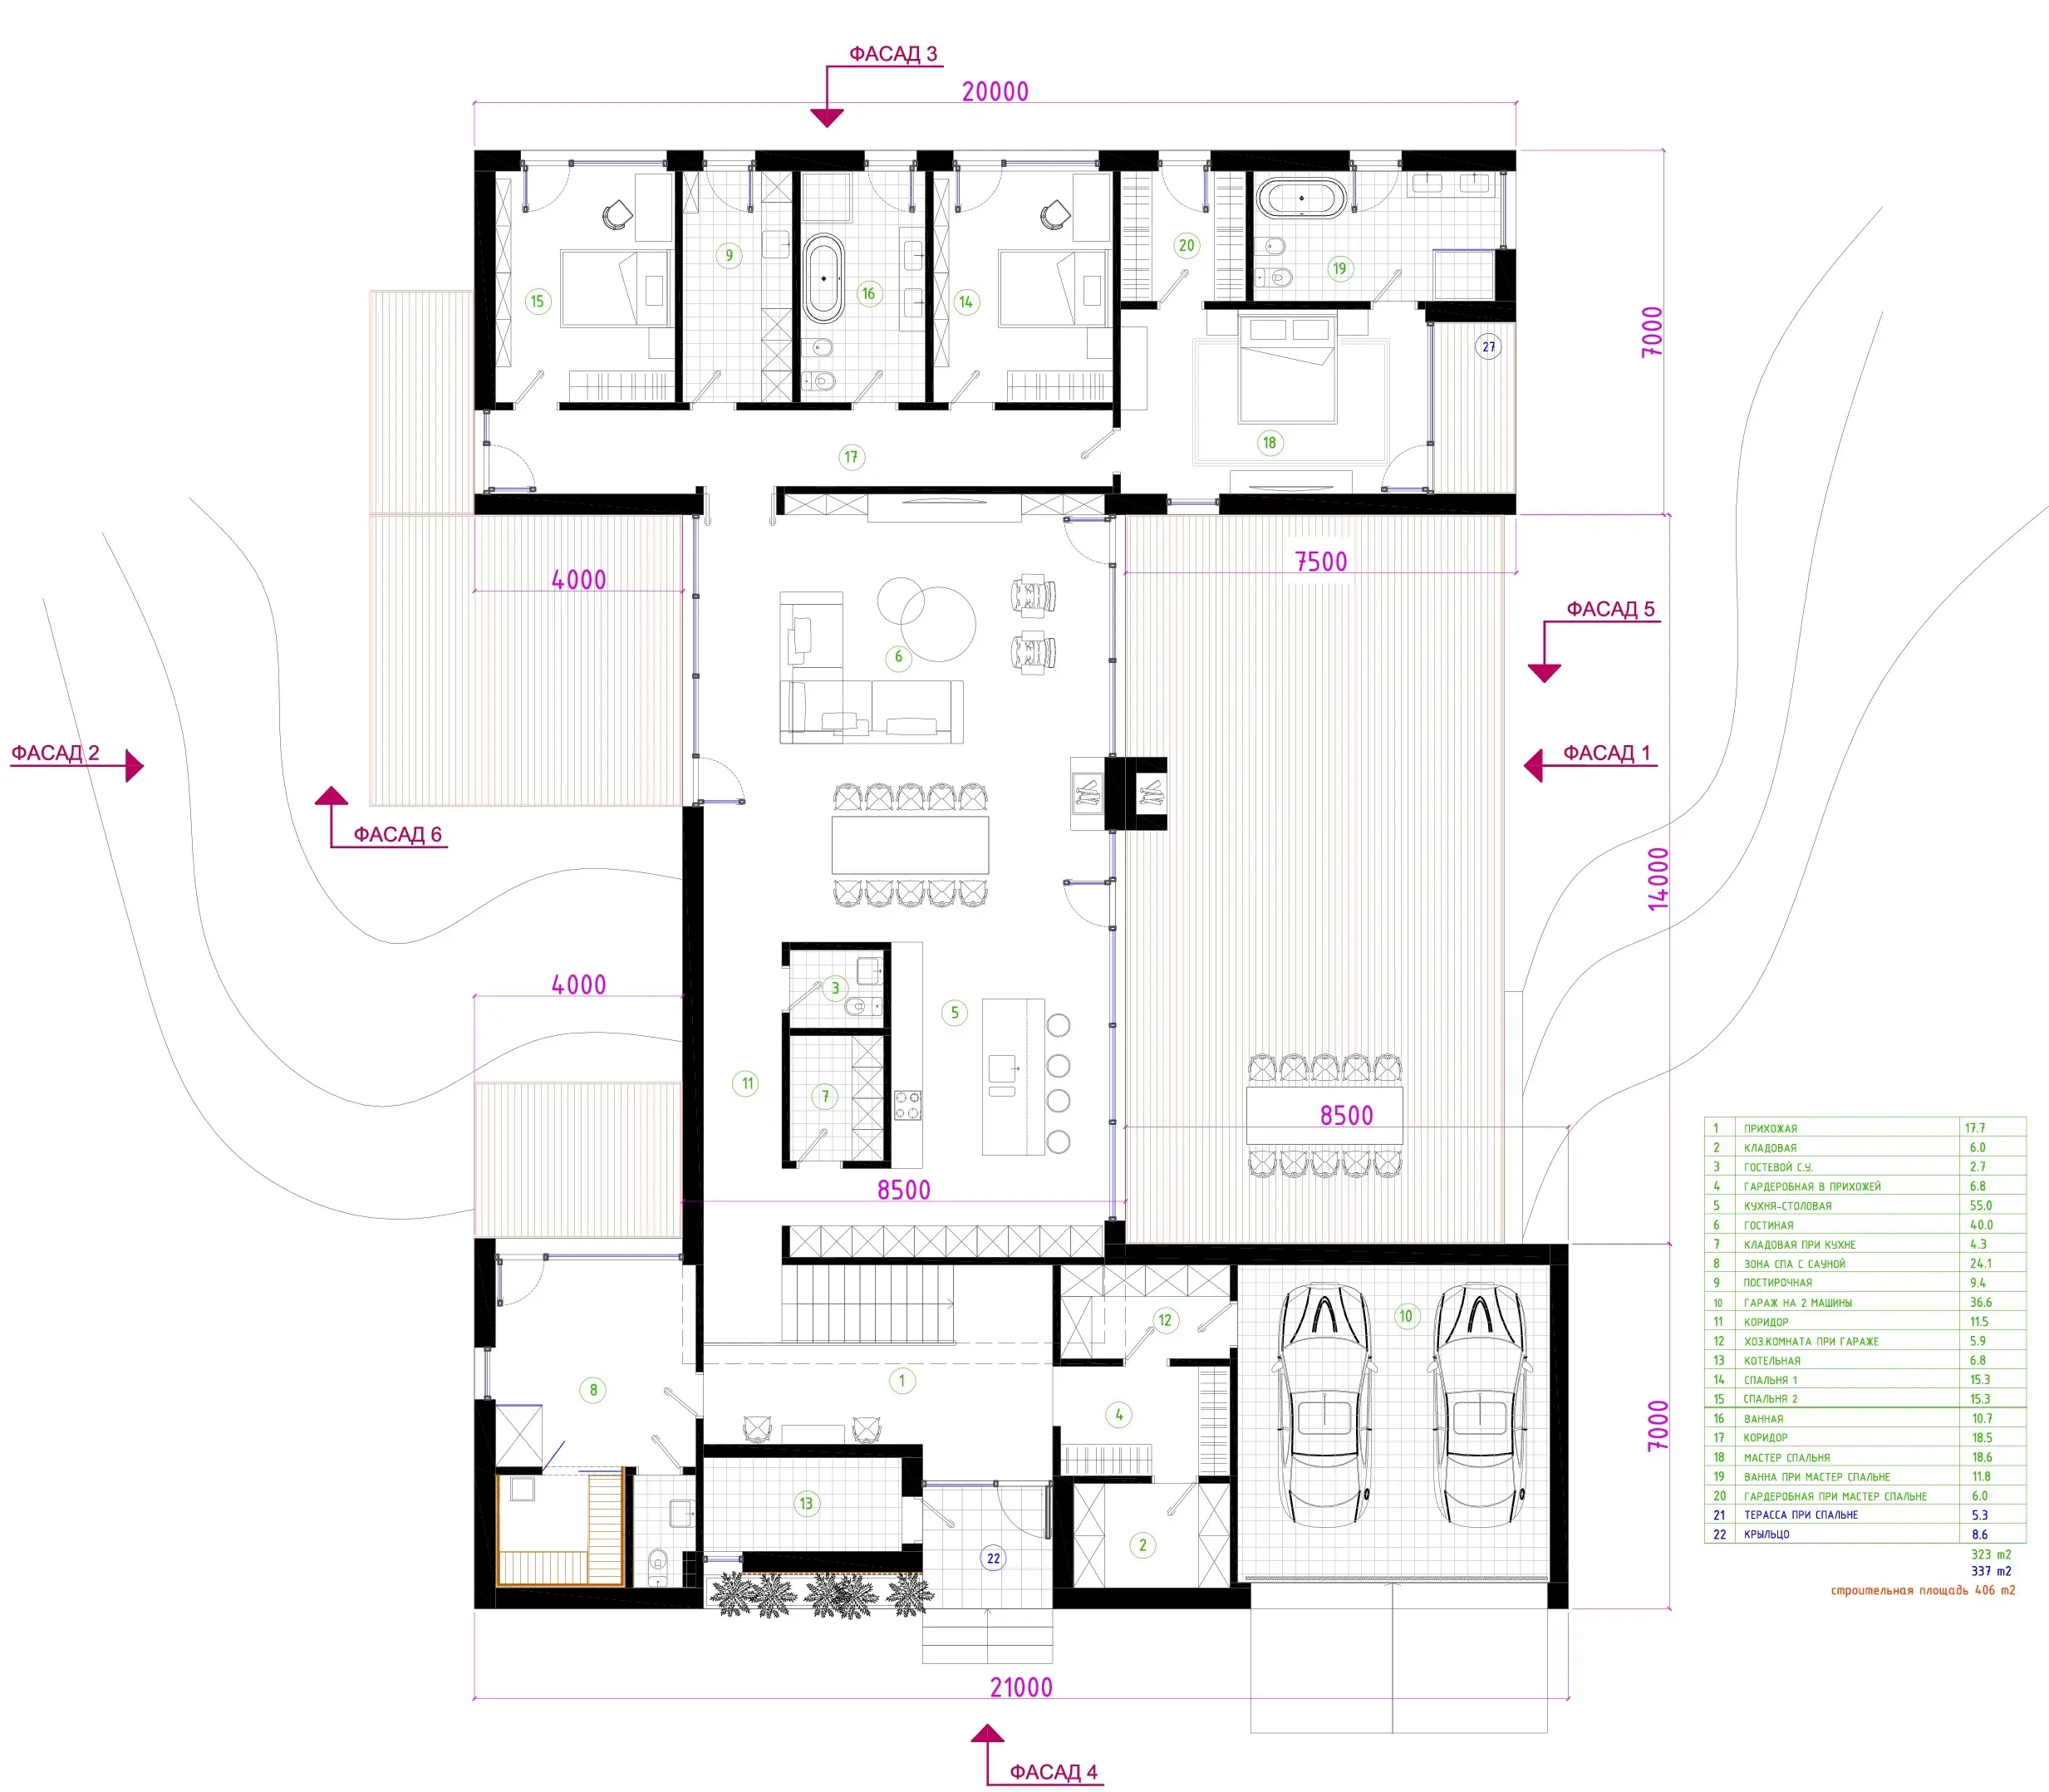 ФАСАД 3
20000
15
9
16
14
20
19
27
7000
17
18
4000
7500
ФАСАД 5
6
ФАСАД 2
ФАСАД 1
ФАСАД 6
14000
4000
3
5
11
7
8500
8500
1 ПРИХОЖАЯ 17.7
2 КЛАДОВАЯ 6.0
3 ГОСТЕВОЙ С.У. 2.7
4 ГАРДЕРОБНАЯ В ПРИХОЖЕЙ 6.8
5 КУХНЯ-СТОЛОВАЯ 55.0
6 ГОСТИНАЯ 40.0
7 КЛАДОВАЯ ПРИ КУХНЕ 4.3
8 ЗОНА СПА С САУНОЙ 24.1
9 ПОСТИРОЧНАЯ 9.4
10 ГАРАЖ НА 2 МАШИНЫ 36.6
11 КОРИДОР 11.5
12 ХОЗ.КОМНАТА ПРИ ГАРАЖЕ 5.9
13 КОТЕЛЬНАЯ 6.8
14 СПАЛЬНЯ 1 15.3
15 СПАЛЬНЯ 2 15.3
16 ВАННАЯ 10.7
17 КОРИДОР 18.5
18 МАСТЕР СПАЛЬНЯ 18.6
19 ВАННА ПРИ МАСТЕР СПАЛЬНЕ 11.8
20 ГАРДЕРОБНАЯ ПРИ МАСТЕР СПАЛЬНЕ 6.0
21 ТЕРАССА ПРИ СПАЛЬНЕ 5.3
22 КРЫЛЬЦО 8.6
323 m2
337 m2
строительная площадь 406 m2
12
10
8
1
4
7000
13
22
2
21000
ФАСАД 4